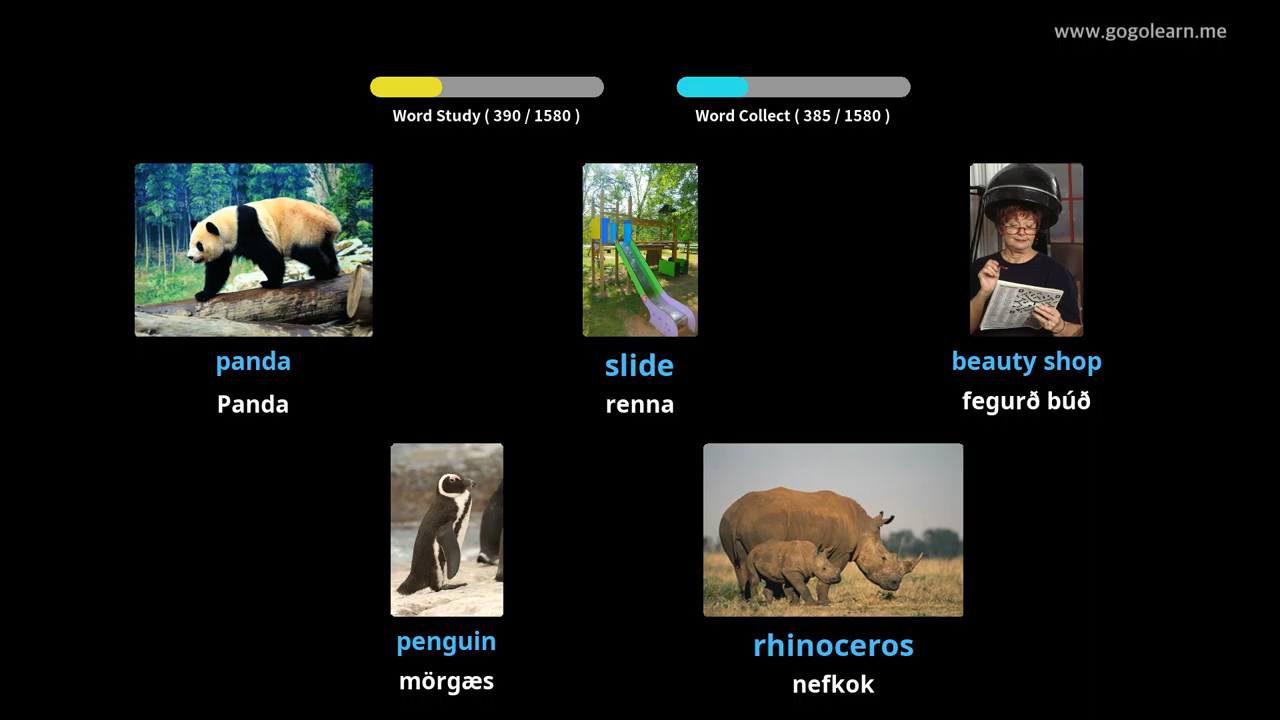 www.gogolearn.me
Word Study ( 390 / 1580 )
Word Collect ( 385 / 1580 )
panda
Panda
slide
renna
beauty shop
fegurð búð
penguin
mörgæs
rhinoceros
nefkok